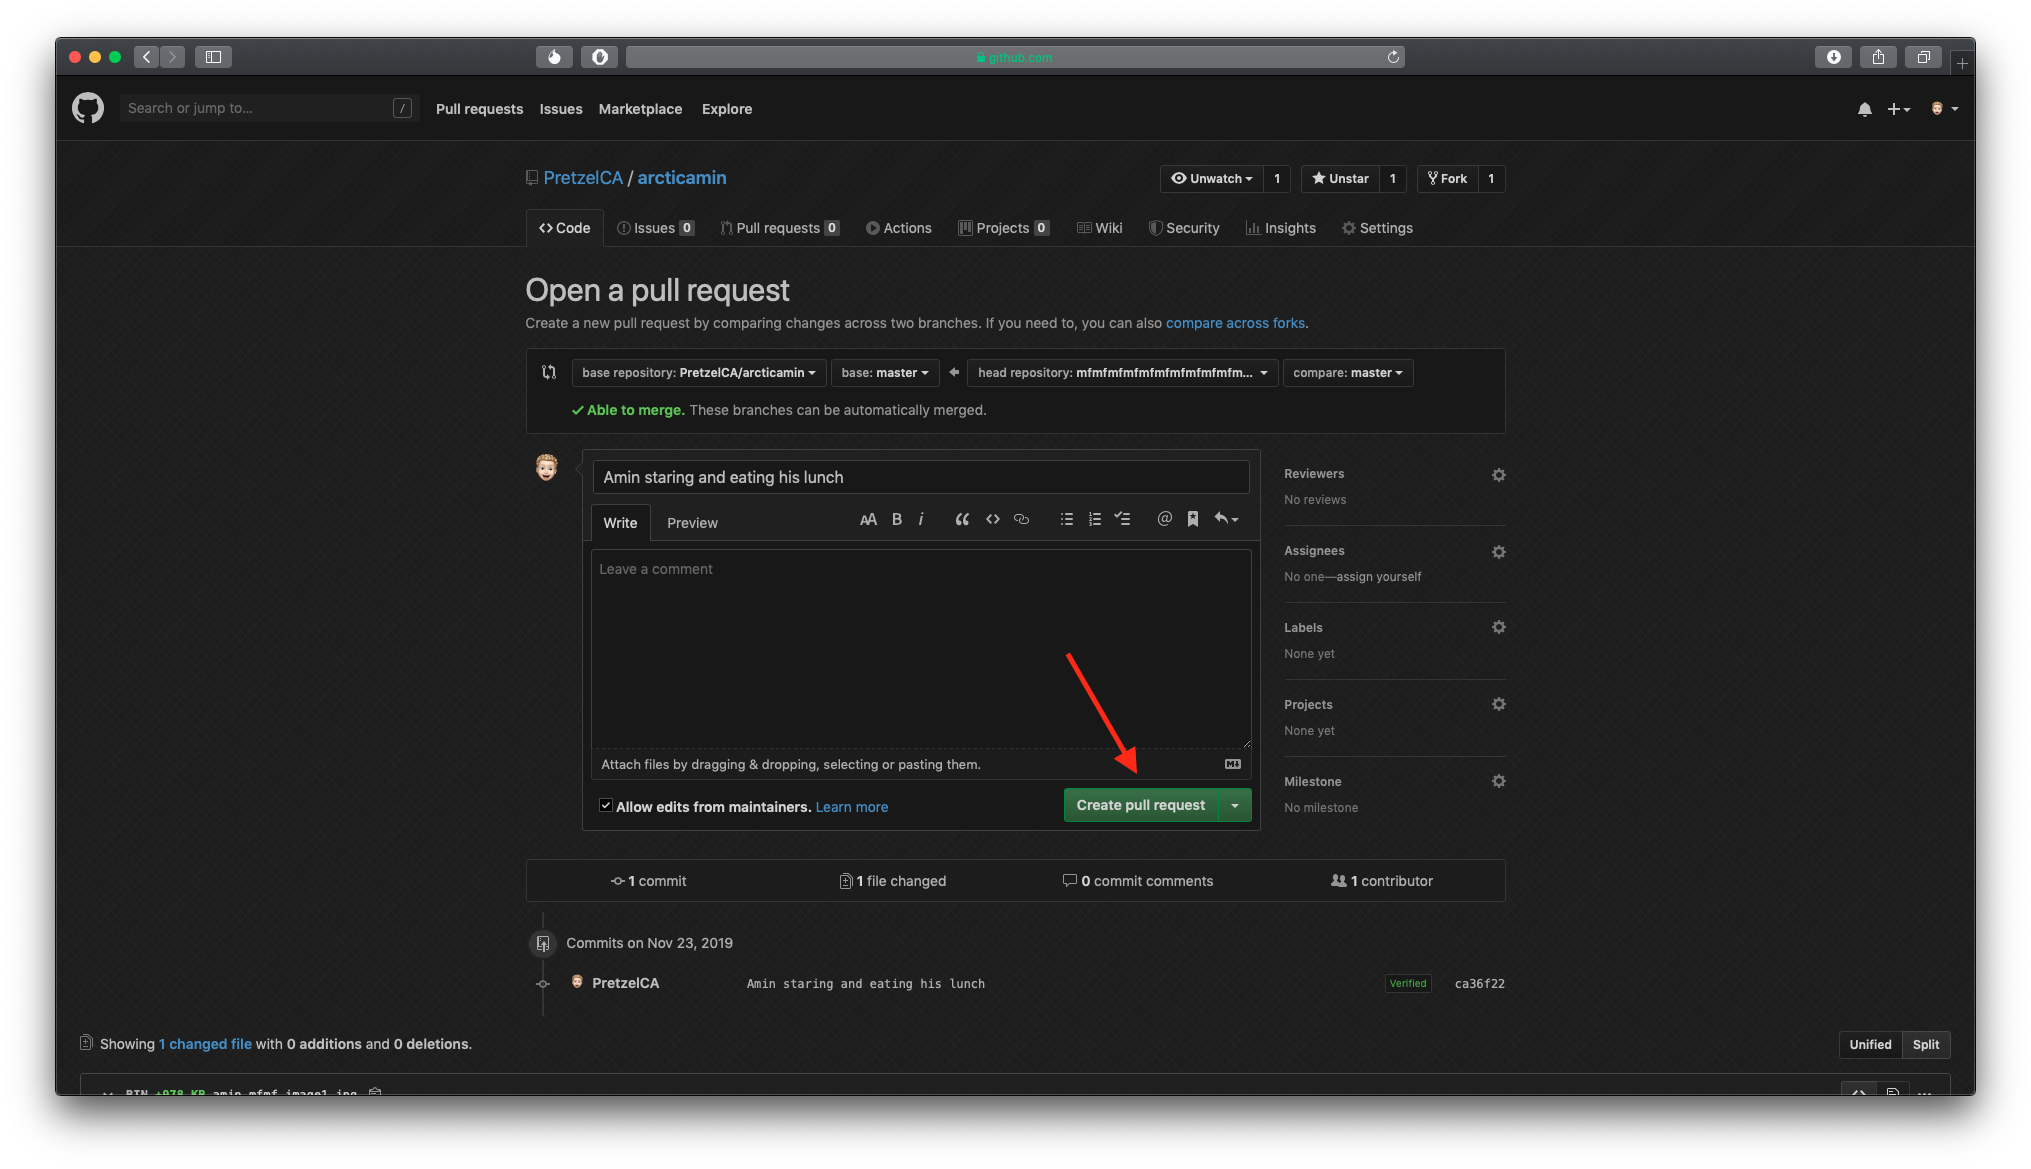 github.com
Search or jump to... /
Pull requests Issues Marketplace Explore
PretzelCA / arcticamin
Unwatch 1 Unstar 1 Fork 1
Code Issues 0 Pull requests 0 Actions Projects 0 Wiki Security Insights Settings
Open a pull request
Create a new pull request by comparing changes across two branches. If you need to, you can also compare across forks.
base repository: PretzelCA/arcticamin base: master head repository: mfmfmfmfmfmfmfmfmfmfm... compare: master
Able to merge. These branches can be automatically merged.
Amin staring and eating his lunch
Write Preview AA B i @
Leave a comment
Attach files by dragging & dropping, selecting or pasting them.
Allow edits from maintainers. Learn more
Create pull request
Reviewers
No reviews
Assignees
No one—assign yourself
Labels
None yet
Projects
None yet
Milestone
No milestone
1 commit 1 file changed 0 commit comments 1 contributor
Commits on Nov 23, 2019
PretzelCA Amin staring and eating his lunch Verified ca36f22
Showing 1 changed file with 0 additions and 0 deletions.
Unified Split
BIN +978 KB amin_mfmf_image1.jpg